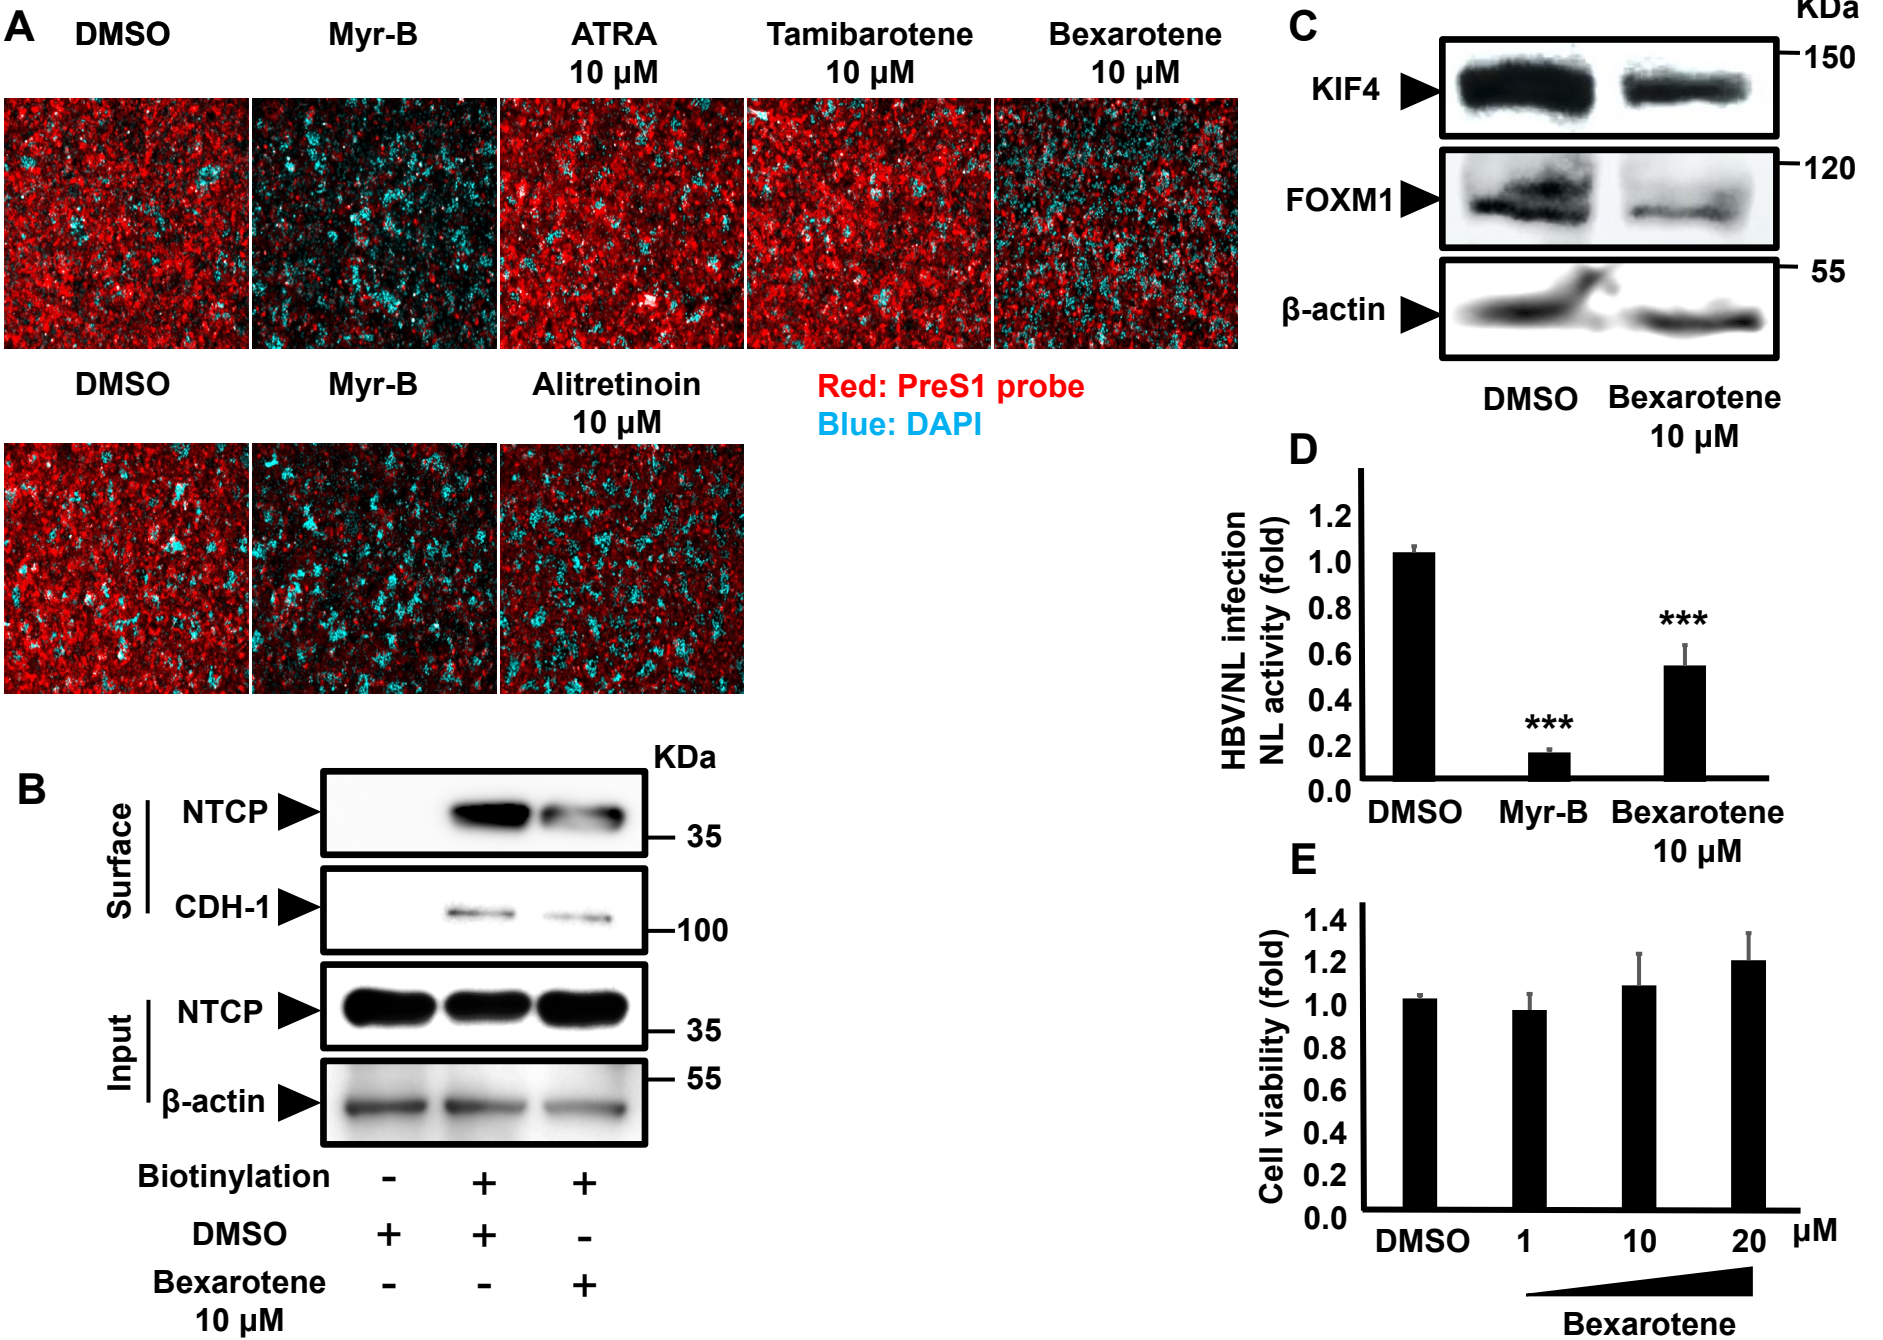 A
DMSO
Myr-B
ATRA
10 μM
Tamibarotene
10 μM
Bexarotene
10 μM
DMSO
Myr-B
Alitretinoin
10 μM
Red: PreS1 probe
Blue: DAPI
B
KDa
Surface
NTCP
35
CDH-1
100
Input
NTCP
35
β-actin
55
Biotinylation - + +
DMSO + + -
Bexarotene - - +
10 μM
C
KDa
KIF4
150
FOXM1
120
β-actin
55
DMSO
Bexarotene
10 μM
D
HBV/NL infection
NL activity (fold)
1.2
1.0
0.8
0.6
0.4
0.2
0.0
***
***
DMSO
Myr-B
Bexarotene
10 μM
E
Cell viability (fold)
1.4
1.2
1.0
0.8
0.6
0.4
0.2
0.0
DMSO 1 10 20 μM
Bexarotene